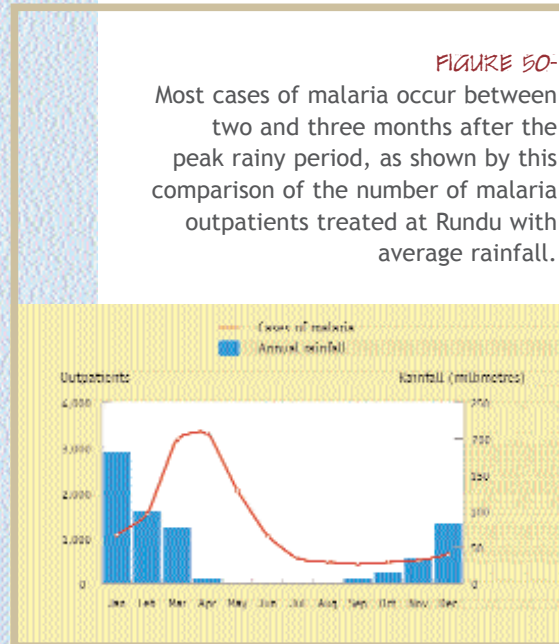 FIGURE 50-
Most cases of malaria occur between
two and three months after the
peak rainy period, as shown by this
comparison of the number of malaria
outpatients treated at Rundu with
average rainfall.
Cases of malaria
Annual rainfall
Outpatients Rainfall (millimetres)
4,000 250
3,000 200
150
2,000 100
1,000 50
0 0
Jan Feb Mar Apr May Jun Jul Aug Sep Oct Nov Dec